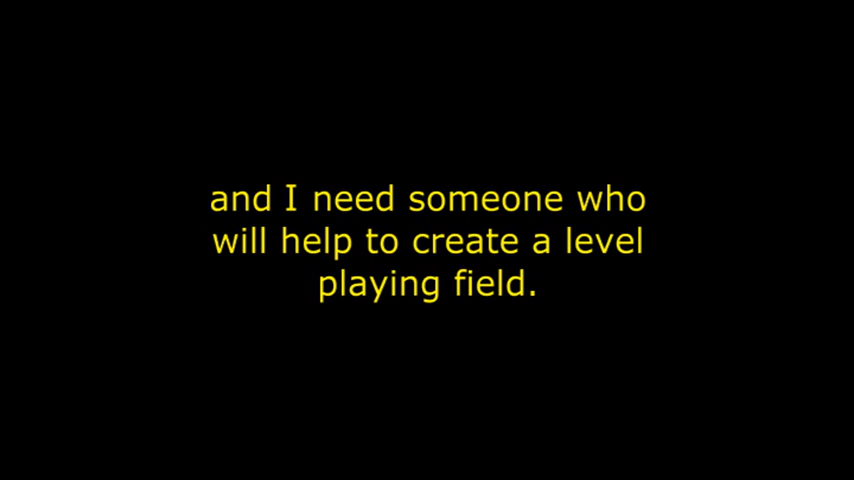 and I need someone who
will help to create a level
playing field.